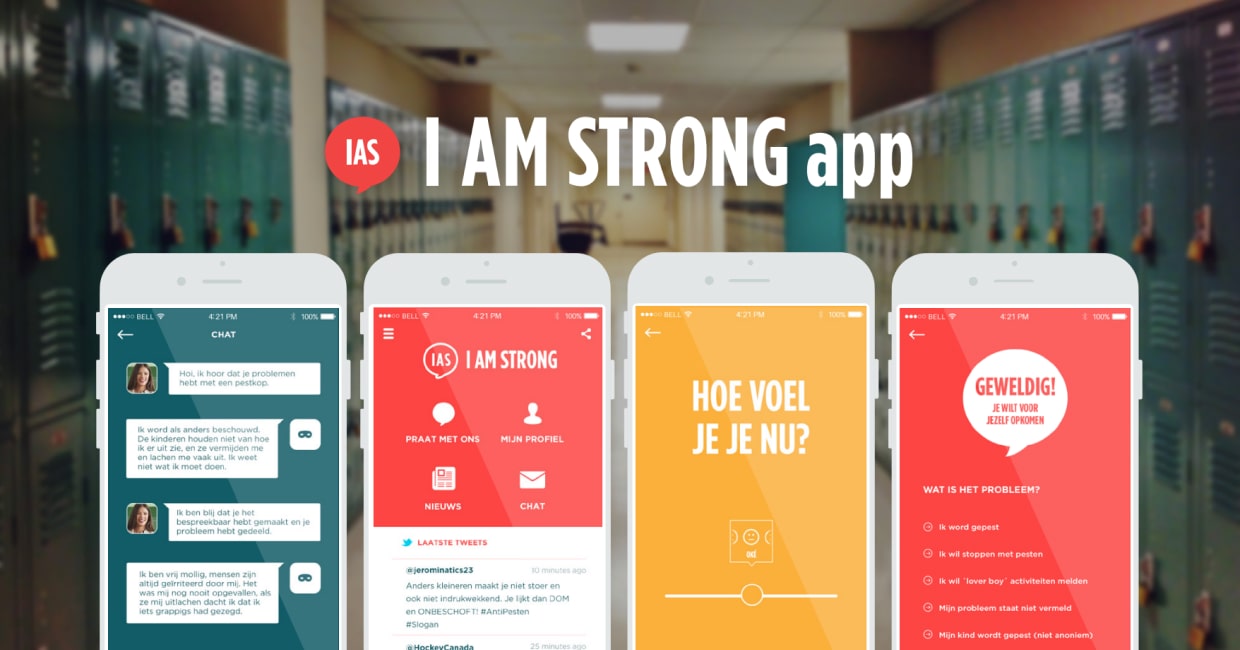 IAS
I AM STRONG app
BELL
4:21 PM
100%
CHAT
Hoi, ik hoor dat je problemen
hebt met een pestkop.
Ik word als anders beschouwd.
De kinderen houden niet van hoe
ik er uit zie, en ze vermijden me
en lachen me vaak uit. Ik weet
niet wat ik moet doen.
Ik ben blij dat je het
bespreekbaar hebt gemaakt en je
probleem hebt gedeeld.
Ik ben vrij mollig, mensen zijn
altijd geïrriteerd door mij. Het
was mij nog nooit opgevallen, als
ze mij uitlachen dacht ik dat ik
iets grappigs had gezegd.
BELL
4:21 PM
100%
IAS I AM STRONG
PRAAT MET ONS
MIJN PROFIEL
NIEUWS
CHAT
LAATSTE TWEETS
@jerominatics23
10 minutes ago
Anders kleineren maakt je niet stoer en
ook niet indrukwekkend. Je lijkt dan DOM
en ONBESCHOFT! #AntiPesten
#Slogan
@HockeyCanada
25 minutes ago
BELL
4:21 PM
100%
HOE VOEL
JE JE NU?
BELL
4:21 PM
100%
GEWELDIG!
JE WILT VOOR
JEZELF OPKOMEN
WAT IS HET PROBLEEM?
Ik word gepest
Ik wil stoppen met pesten
Ik wil `lover boy` activiteiten melden
Mijn probleem staat niet vermeld
Mijn kind wordt gepest (niet anoniem)